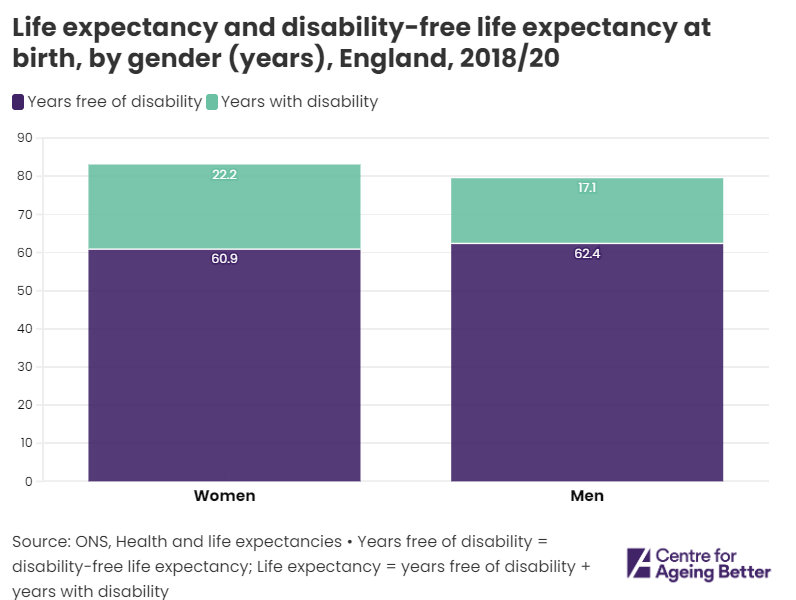 Life expectancy and disability-free life expectancy at
birth, by gender (years), England, 2018/20
Years free of disability Years with disability
90
80
70
60
50
40
30
20
10
0
22.2
60.9
17.1
62.4
Women
Men
Source: ONS, Health and life expectancies • Years free of disability =
disability-free life expectancy; Life expectancy = years free of disability +
years with disability
Centre for
Ageing Better